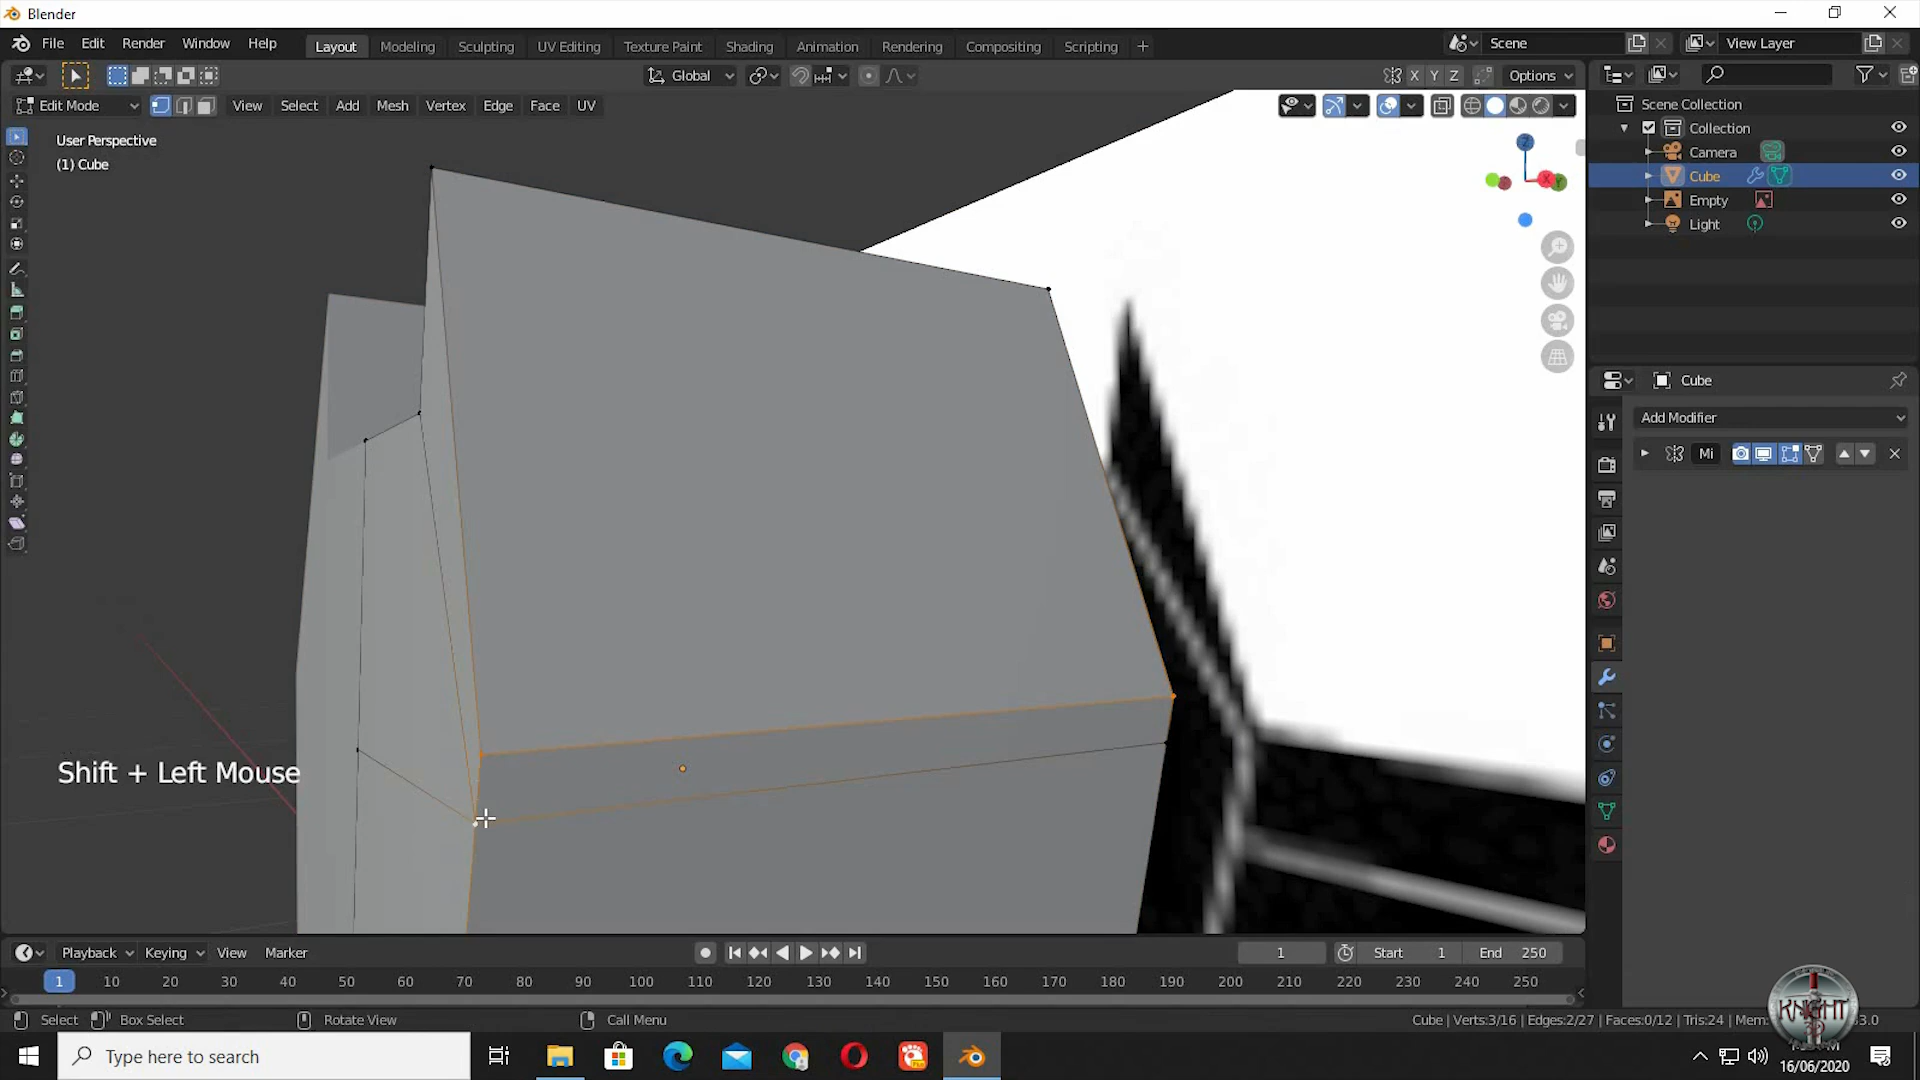 Blender
File Edit Render Window Help
Layout Modeling Sculpting UV Editing Texture Paint Shading Animation Rendering Compositing Scripting +
Scene
View Layer
Global
X Y Z
Options
Edit Mode
View Select Add Mesh Vertex Edge Face UV
User Perspective
(1) Cube
Z
X
Y
Scene Collection
Collection
Camera
Cube
Empty
Light
Cube
Add Modifier
Mi
Shift + Left Mouse
Playback Keying View Marker
1
Start 1
End 250
1 10 20 30 40 50 60 70 80 90 100 110 120 130 140 150 160 170 180 190 200 210 220 230 240 250
Select Box Select Rotate View Call Menu
Cube | Verts:3/16 | Edges:2/27 | Faces:0/12 | Tris:24 | Mem:
3.0
KNIGHT
Type here to search
16/06/2020